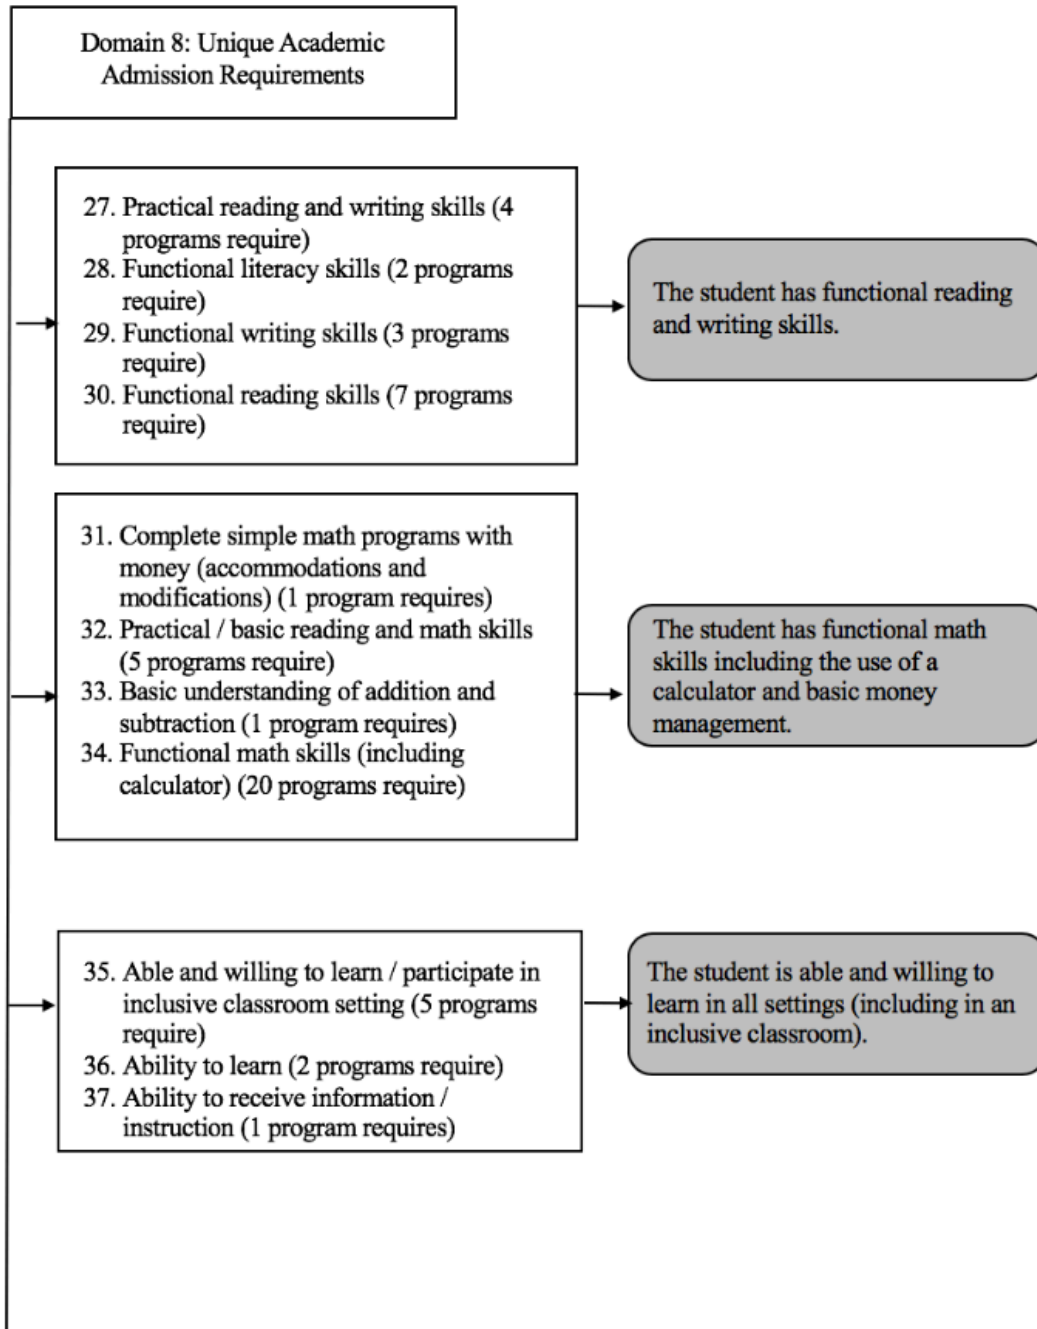 Domain 8: Unique Academic
Admission Requirements
27. Practical reading and writing skills (4
programs require)
28. Functional literacy skills (2 programs
require)
29. Functional writing skills (3 programs
require)
30. Functional reading skills (7 programs
require)
The student has functional reading
and writing skills.
31. Complete simple math programs with
money (accommodations and
modifications) (1 program requires)
32. Practical / basic reading and math skills
(5 programs require)
33. Basic understanding of addition and
subtraction (1 program requires)
34. Functional math skills (including
calculator) (20 programs require)
The student has functional math
skills including the use of a
calculator and basic money
management.
35. Able and willing to learn / participate in
inclusive classroom setting (5 programs
require)
36. Ability to learn (2 programs require)
37. Ability to receive information /
instruction (1 program requires)
The student is able and willing to
learn in all settings (including in an
inclusive classroom).